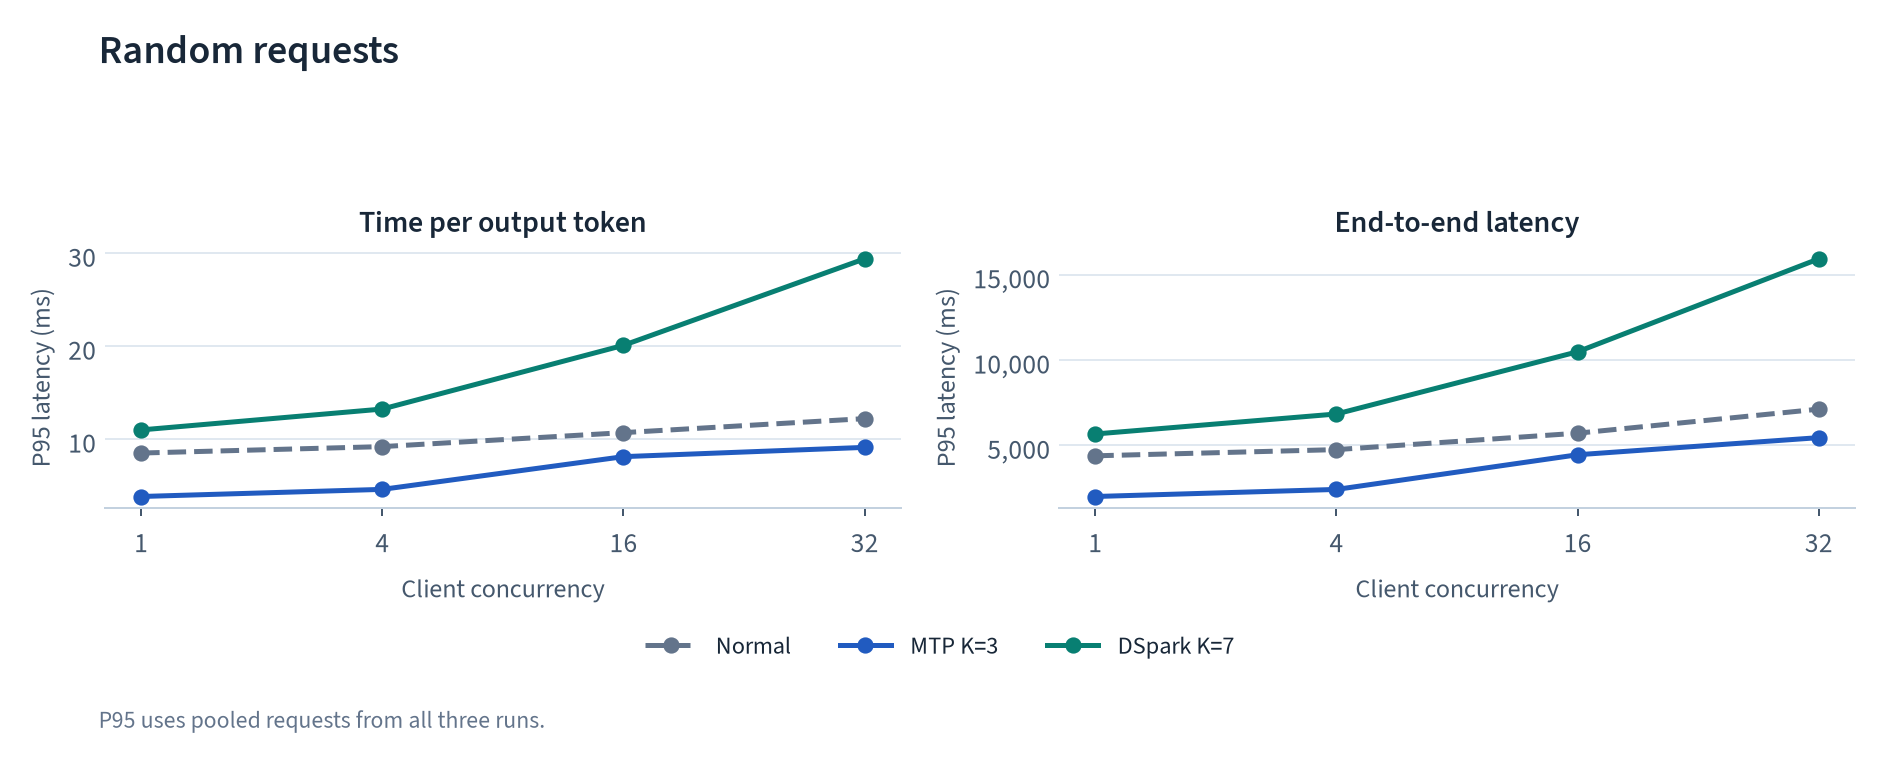 Random requests
Time per output token
P95 latency (ms)
30
20
10
1
4
16
32
Client concurrency
End-to-end latency
P95 latency (ms)
15,000
10,000
5,000
1
4
16
32
Client concurrency
Normal
MTP K=3
DSpark K=7
P95 uses pooled requests from all three runs.